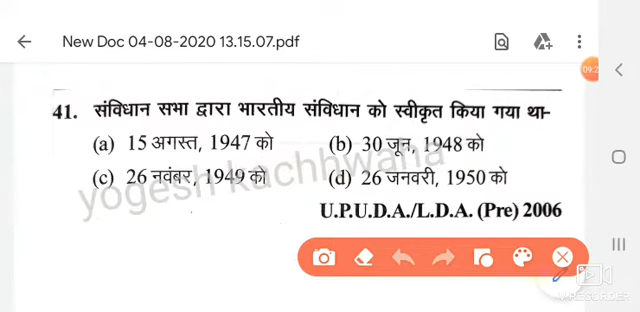 New Doc 04-08-2020 13.15.07.pdf
41. संविधान सभा द्वारा भारतीय संविधान को स्वीकृत किया गया था-
(a) 15 अगस्त, 1947 को (b) 30 जून, 1948 को
(c) 26 नवंबर, 1949 को (d) 26 जनवरी, 1950 को
yogesh kachhwaha
U.P.U.D.A./L.D.A. (Pre) 2006